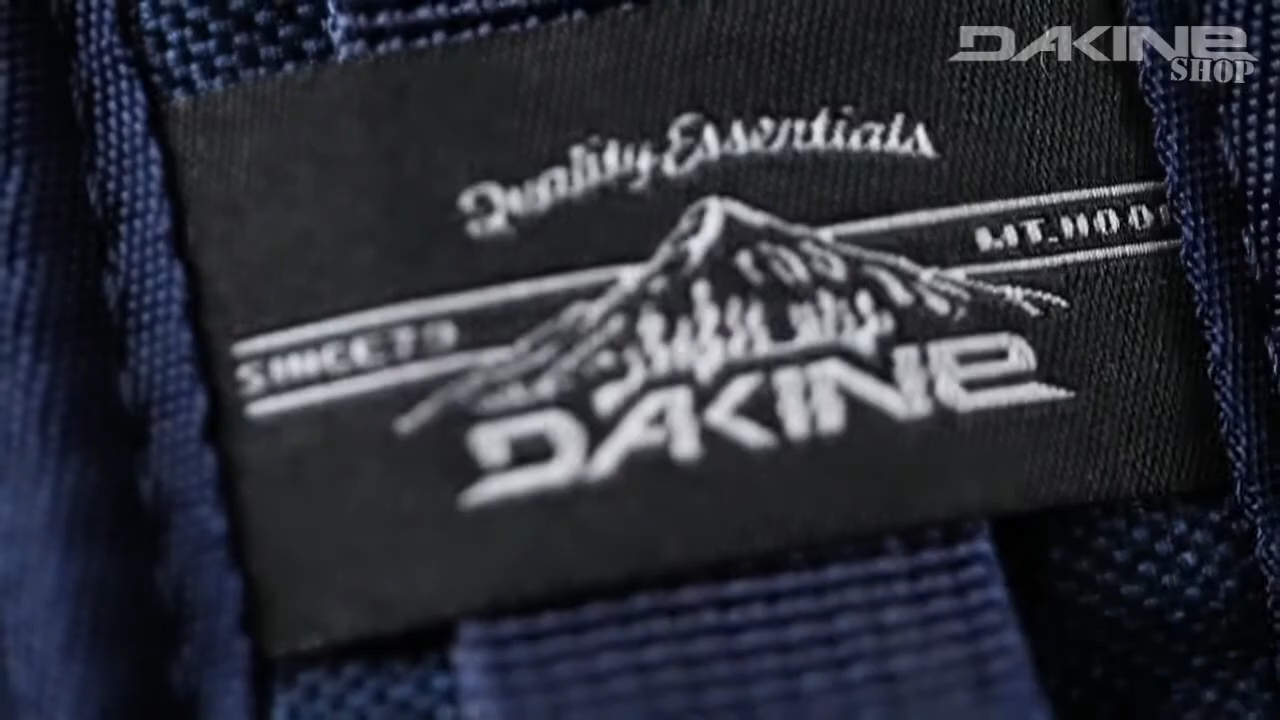 DAKINE
SHOP
Quality Essentials
MT. HOOD
SINCE 79
DAKINE